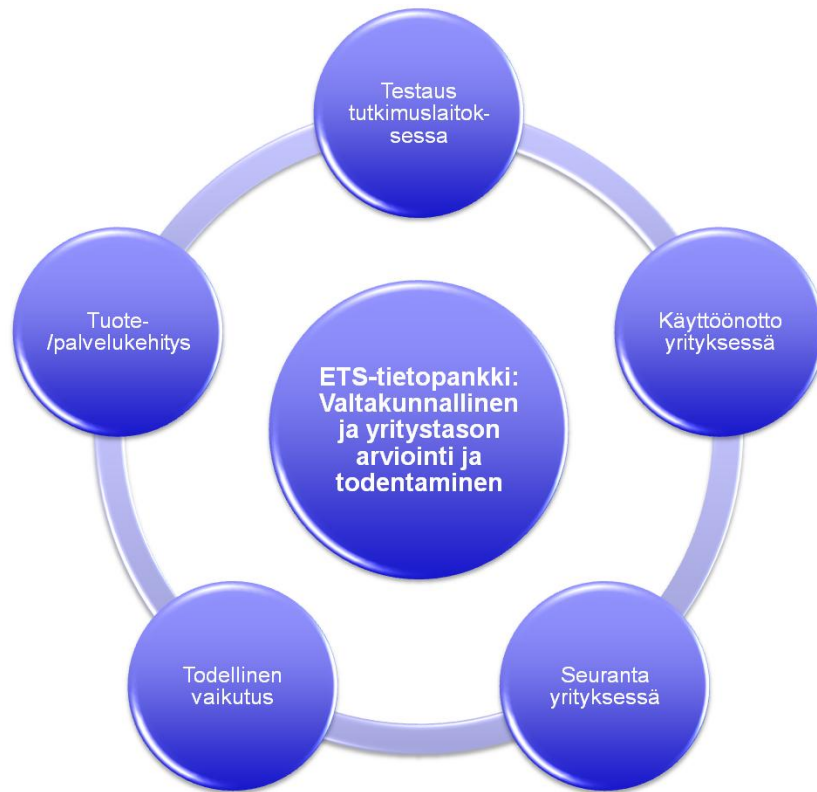 Testaus
tutkimuslaitok-
sessa
Käyttöönotto
yrityksessä
Seuranta
yrityksessä
Todellinen
vaikutus
Tuote-
/palvelukehitys
ETS-tietopankki:
Valtakunnallinen
ja yritystason
arviointi ja
todentaminen